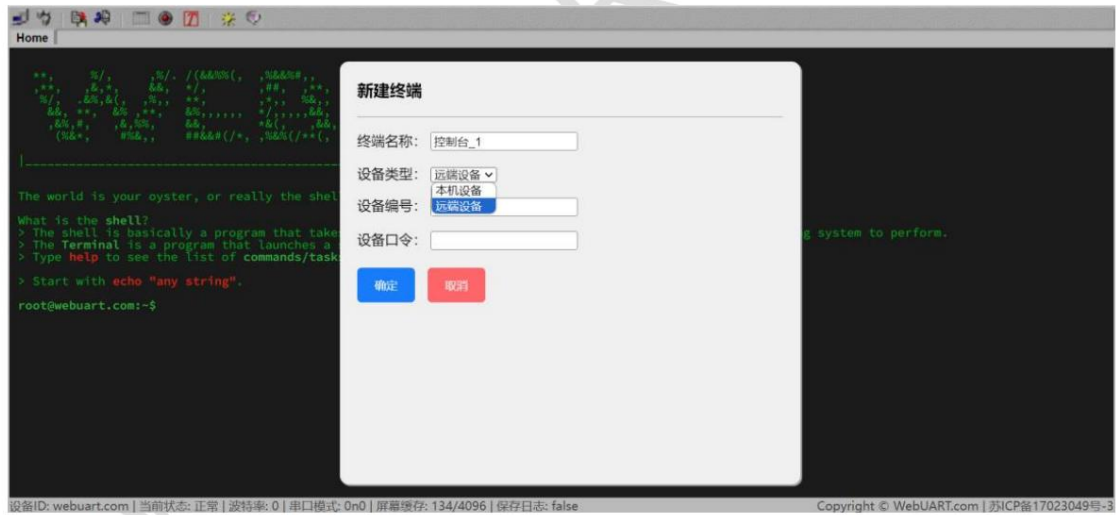 Home
新建终端
终端名称: 控制台_1
设备类型: 远端设备
本机设备
远端设备
设备编号:
设备口令:
确定 取消
The world is your oyster, or really the shel
What is the shell?
> The shell is basically a program that take
g system to perform.
> The Terminal is a program that launches a
> Type help to see the list of commands/task
> Start with echo "any string".
root@webuart.com:~$
设备ID: webuart.com | 当前状态: 正常 | 波特率: 0 | 串口模式: 0n0 | 屏幕缓存: 134/4096 | 保存日志: false
Copyright © WebUART.com | 苏ICP备17023049号-3